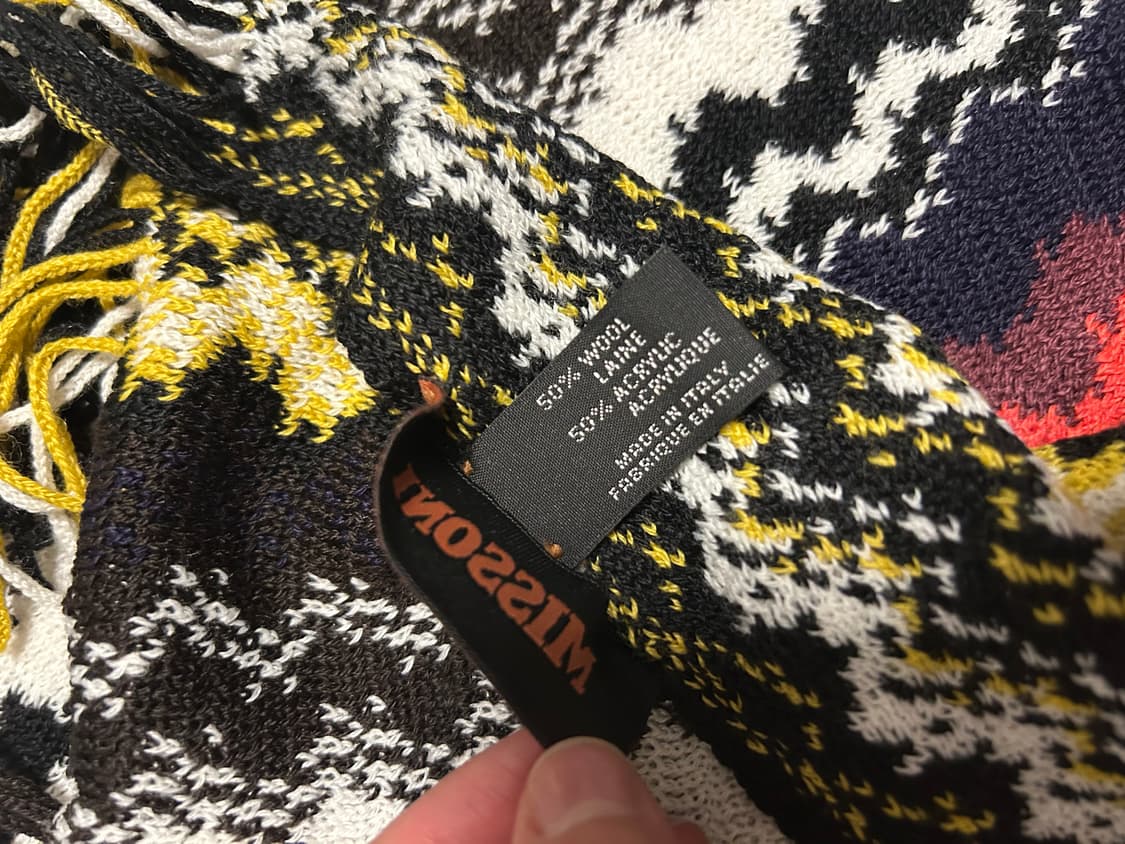 50% WOOL
LAINE
50% ACRYLIC
ACRYLIQUE
MADE IN ITALY
FABRIQUE EN ITALIE
MISSONI